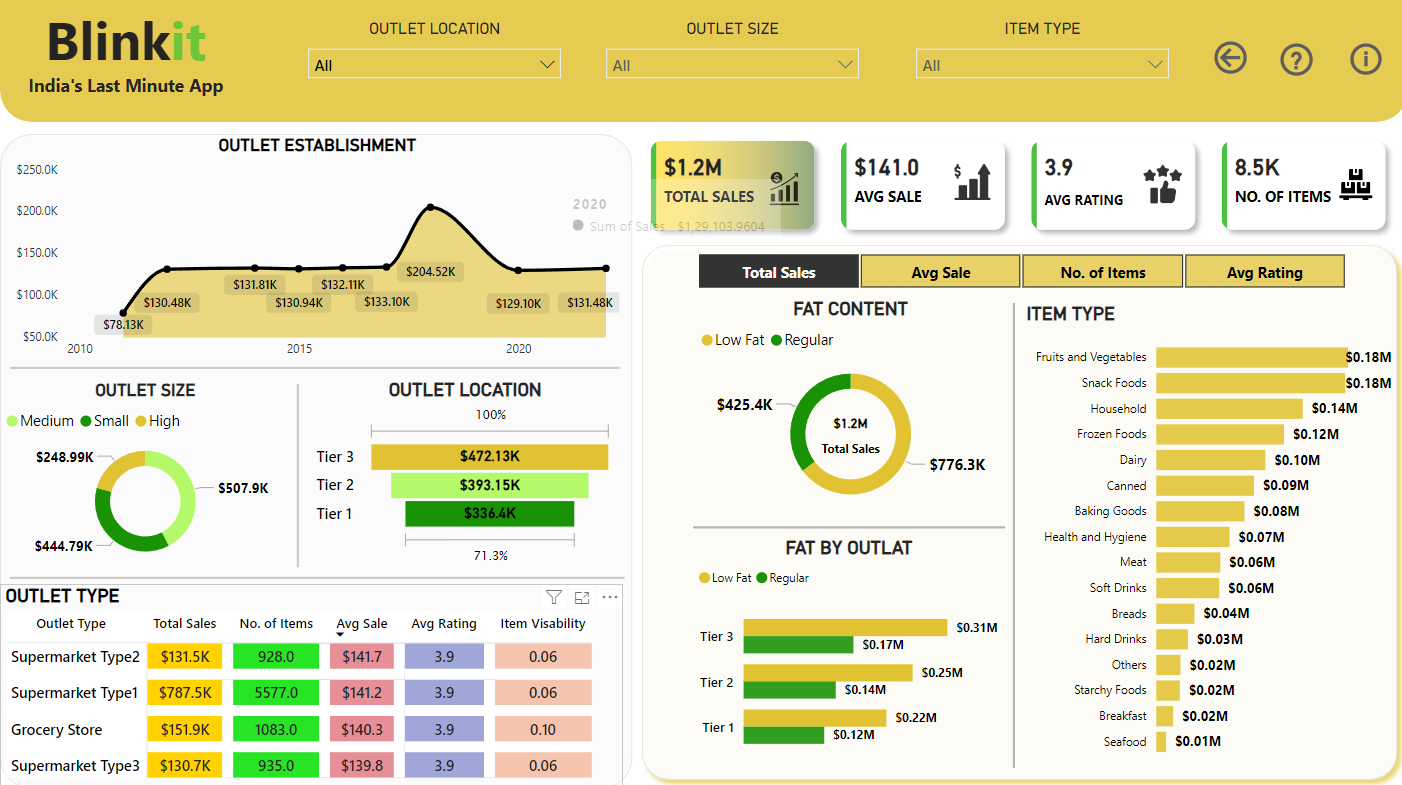 Blinkit
India's Last Minute App
OUTLET LOCATION
All
OUTLET SIZE
All
ITEM TYPE
All
OUTLET ESTABLISHMENT
$250.0K
$200.0K
$150.0K
$100.0K
$50.0K
$78.13K
$130.48K
$131.81K
$130.94K
$132.11K
$133.10K
$204.52K
$129.10K
$131.48K
2010
2015
2020
2020
Sum of Sales $1,29,103.9604
$1.2M
TOTAL SALES
$141.0
AVG SALE
3.9
AVG RATING
8.5K
NO. OF ITEMS
OUTLET SIZE
Medium Small High
$248.99K
$507.9K
$444.79K
OUTLET LOCATION
100%
Tier 3 $472.13K
Tier 2 $393.15K
Tier 1 $336.4K
71.3%
OUTLET TYPE
Outlet Type Total Sales No. of Items Avg Sale Avg Rating Item Visability
Supermarket Type2 $131.5K 928.0 $141.7 3.9 0.06
Supermarket Type1 $787.5K 5577.0 $141.2 3.9 0.06
Grocery Store $151.9K 1083.0 $140.3 3.9 0.10
Supermarket Type3 $130.7K 935.0 $139.8 3.9 0.06
Total Sales Avg Sale No. of Items Avg Rating
FAT CONTENT
Low Fat Regular
$425.4K
$1.2M
Total Sales
$776.3K
FAT BY OUTLAT
Low Fat Regular
Tier 3 $0.31M
$0.17M
Tier 2 $0.25M
$0.14M
Tier 1 $0.22M
$0.12M
ITEM TYPE
Fruits and Vegetables $0.18M
Snack Foods $0.18M
Household $0.14M
Frozen Foods $0.12M
Dairy $0.10M
Canned $0.09M
Baking Goods $0.08M
Health and Hygiene $0.07M
Meat $0.06M
Soft Drinks $0.06M
Breads $0.04M
Hard Drinks $0.03M
Others $0.02M
Starchy Foods $0.02M
Breakfast $0.02M
Seafood $0.01M